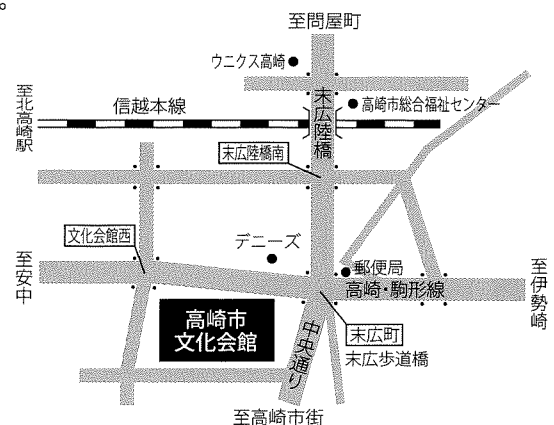 。
至問屋町
ウニクス高崎
高崎市総合福祉センター
至北高崎駅
信越本線
末広陸橋
末広陸橋南
文化会館西
デニーズ
至安中
郵便局
高崎・駒形線
至伊勢崎
高崎市
文化会館
中央通り
末広町
末広歩道橋
至高崎市街